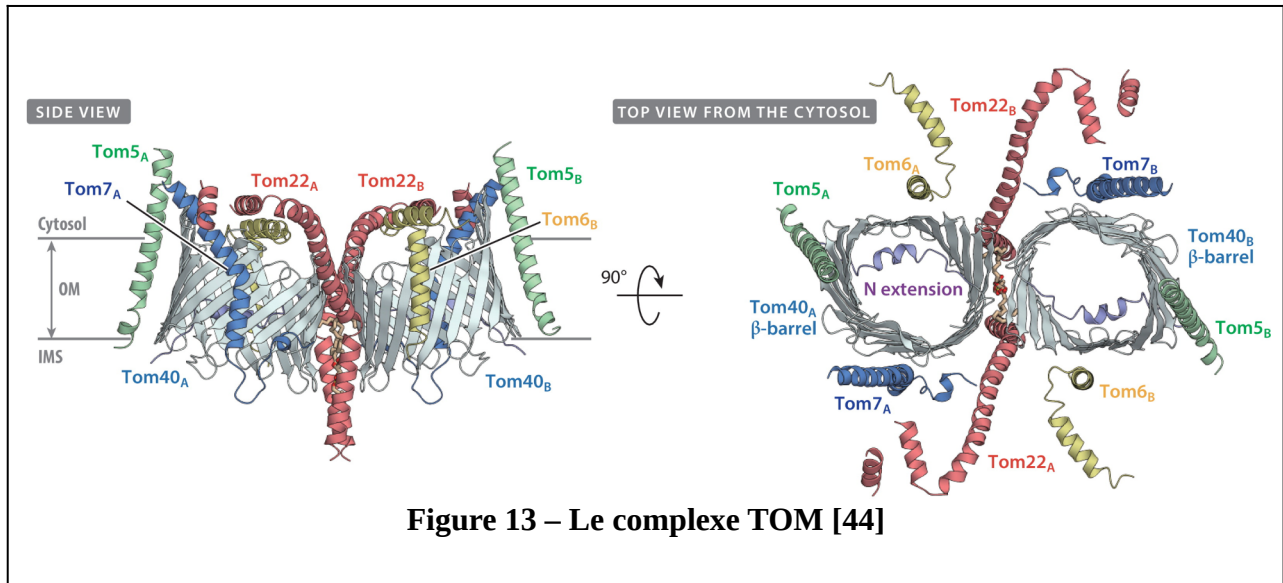 SIDE VIEW
Tom5A
Tom7A
Tom22A
Tom22B
Tom5B
Tom6B
Cytosol
OM
IMS
Tom40A
Tom40B
90°
TOP VIEW FROM THE CYTOSOL
Tom22B
Tom6A
Tom7B
Tom5A
Tom40B
β-barrel
N extension
Tom40A
β-barrel
Tom5B
Tom7A
Tom6B
Tom22A
Figure 13 – Le complexe TOM [44]